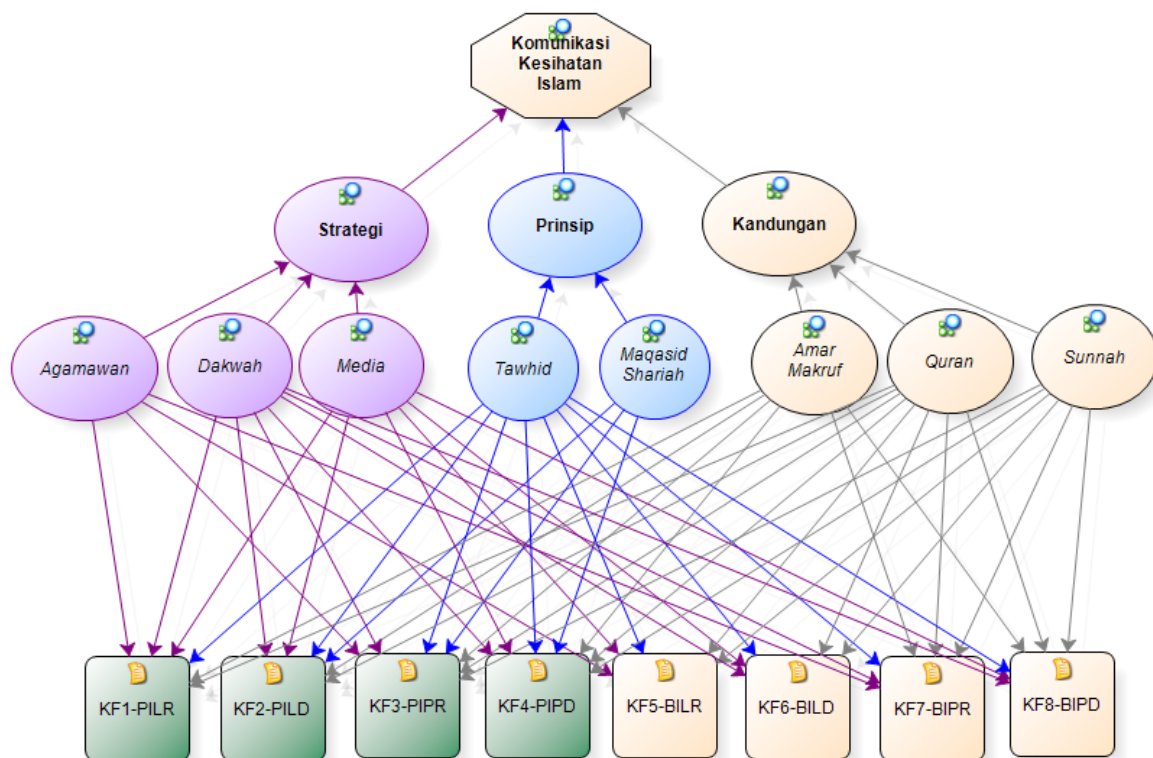 Komunikasi
Kesihatan
Islam
Strategi
Prinsip
Kandungan
Agamawan
Dakwah
Media
Tawhid
Maqasid
Shariah
Amar
Makruf
Quran
Sunnah
KF1-PILR
KF2-PILD
KF3-PIPR
KF4-PIPD
KF5-BILR
KF6-BILD
KF7-BIPR
KF8-BIPD